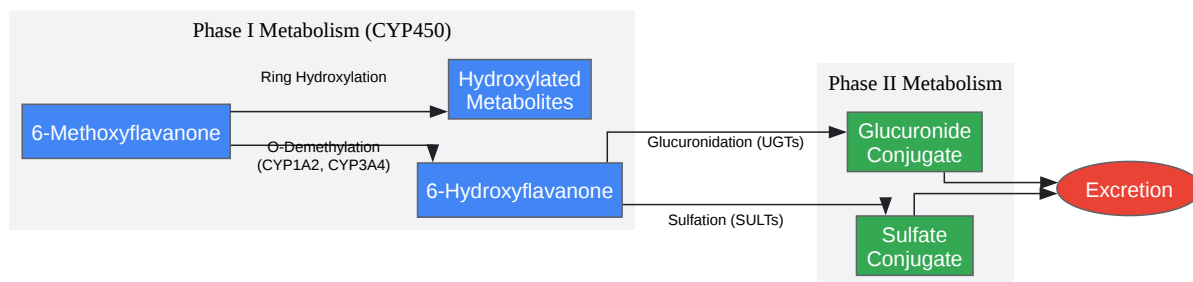 Phase I Metabolism (CYP450)
6-Methoxyflavanone
Ring Hydroxylation
Hydroxylated
Metabolites
O-Demethylation
(CYP1A2, CYP3A4)
6-Hydroxyflavanone
Glucuronidation (UGTs)
Sulfation (SULTs)
Phase II Metabolism
Glucuronide
Conjugate
Sulfate
Conjugate
Excretion